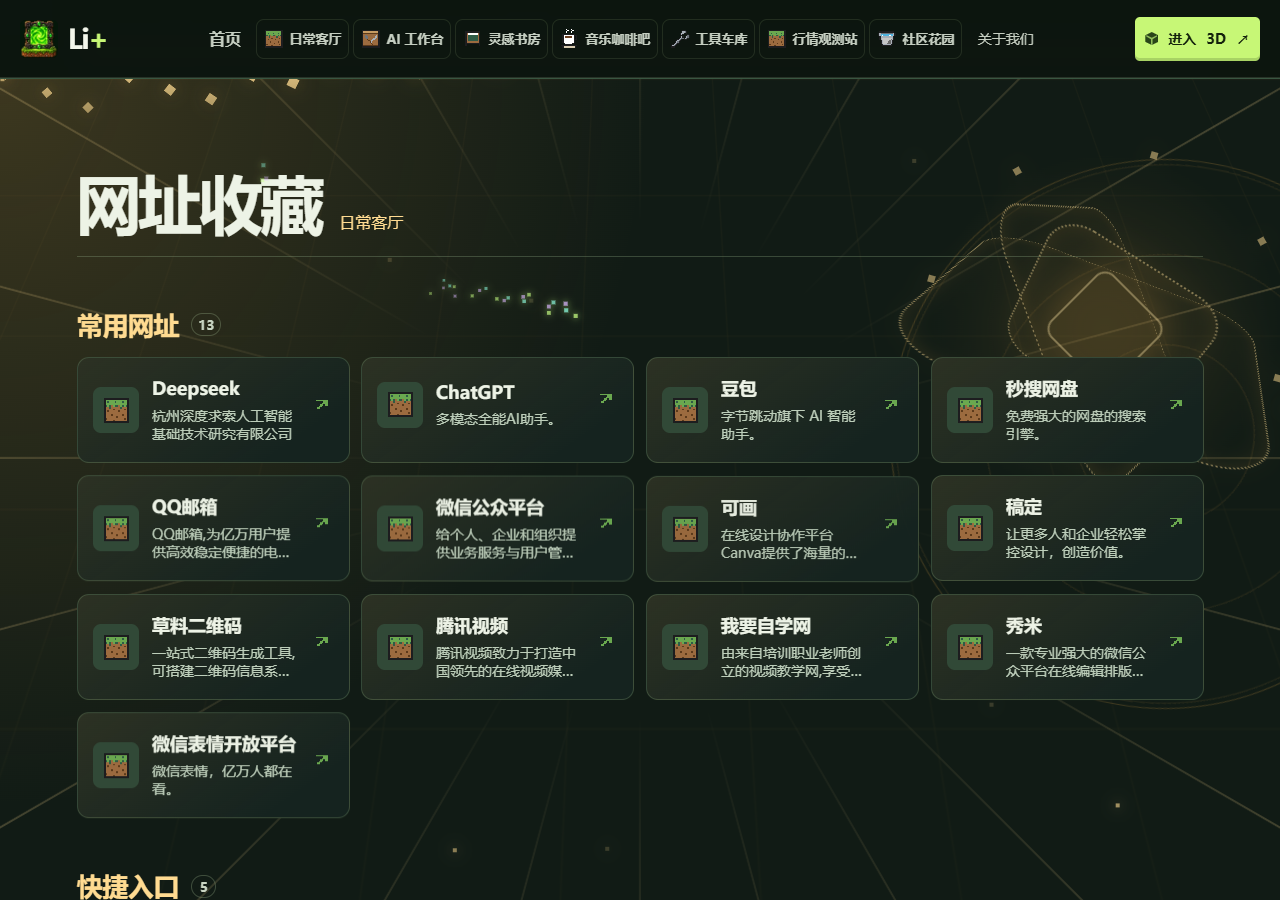 Li+
首页
日常客厅
AI 工作台
灵感书房
音乐咖啡吧
工具车库
行情观测站
社区花园
关于我们
进入 3D ↗
网址收藏
日常客厅
常用网址 13
Deepseek
杭州深度求索人工智能
基础技术研究有限公司
ChatGPT
多模态全能AI助手。
豆包
字节跳动旗下 AI 智能
助手。
秒搜网盘
免费强大的网盘的搜索
引擎。
QQ邮箱
QQ邮箱,为亿万用户提
供高效稳定便捷的电...
微信公众平台
给个人、企业和组织提
供业务服务与用户管...
可画
在线设计协作平台
Canva提供了海量的...
稿定
让更多人和企业轻松掌
控设计，创造价值。
草料二维码
一站式二维码生成工具,
可搭建二维码信息系...
腾讯视频
腾讯视频致力于打造中
国领先的在线视频媒...
我要自学网
由来自培训职业老师创
立的视频教学网,享受...
秀米
一款专业强大的微信公
众平台在线编辑排版...
微信表情开放平台
微信表情，亿万人都在
看。
快捷入口 5